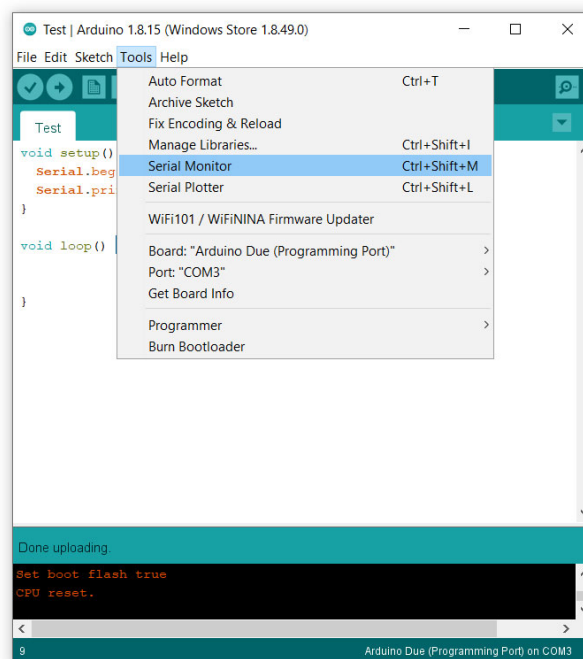 Test | Arduino 1.8.15 (Windows Store 1.8.49.0)
File Edit Sketch Tools Help
Auto Format Ctrl+T
Archive Sketch
Fix Encoding & Reload
Test
Manage Libraries... Ctrl+Shift+I
void setup()
Serial Monitor Ctrl+Shift+M
Serial.beg
Serial Plotter Ctrl+Shift+L
Serial.pri
}
WiFi101 / WiFiNINA Firmware Updater
void loop()
Board: "Arduino Due (Programming Port)"
Port: "COM3"
Get Board Info
}
Programmer
Burn Bootloader
Done uploading.
Set boot flash true
CPU reset.
9 Arduino Due (Programming Port) on COM3